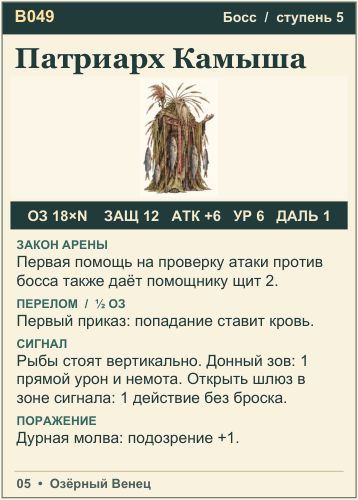 B049 Босс / ступень 5
Патриарх Камыша
ОЗ 18×N ЗАЩ 12 АТК +6 УР 6 ДАЛЬ 1
ЗАКОН АРЕНЫ
Первая помощь на проверку атаки против
босса также даёт помощнику щит 2.
ПЕРЕЛОМ / ½ ОЗ
Первый приказ: попадание ставит кровь.
СИГНАЛ
Рыбы стоят вертикально. Донный зов: 1
прямой урон и немота. Открыть шлюз в
зоне сигнала: 1 действие без броска.
ПОРАЖЕНИЕ
Дурная молва: подозрение +1.
05 • Озёрный Венец